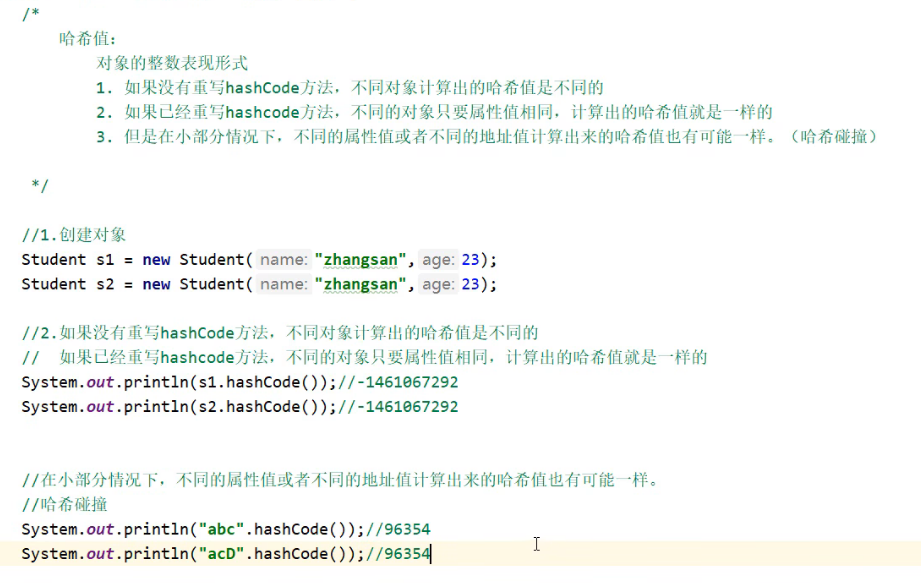 /*
哈希值：
对象的整数表现形式
1. 如果没有重写hashCode方法，不同对象计算出的哈希值是不同的
2. 如果已经重写hashcode方法，不同的对象只要属性值相同，计算出的哈希值就是一样的
3. 但是在小部分情况下，不同的属性值或者不同的地址值计算出来的哈希值也有可能一样。（哈希碰撞）
*/
//1.创建对象
Student s1 = new Student( name: "zhangsan", age: 23);
Student s2 = new Student( name: "zhangsan", age: 23);
//2.如果没有重写hashCode方法，不同对象计算出的哈希值是不同的
// 如果已经重写hashcode方法，不同的对象只要属性值相同，计算出的哈希值就是一样的
System.out.println(s1.hashCode());//-1461067292
System.out.println(s2.hashCode());//-1461067292
//在小部分情况下，不同的属性值或者不同的地址值计算出来的哈希值也有可能一样。
//哈希碰撞
System.out.println("abc".hashCode());//96354
System.out.println("acD".hashCode());//96354